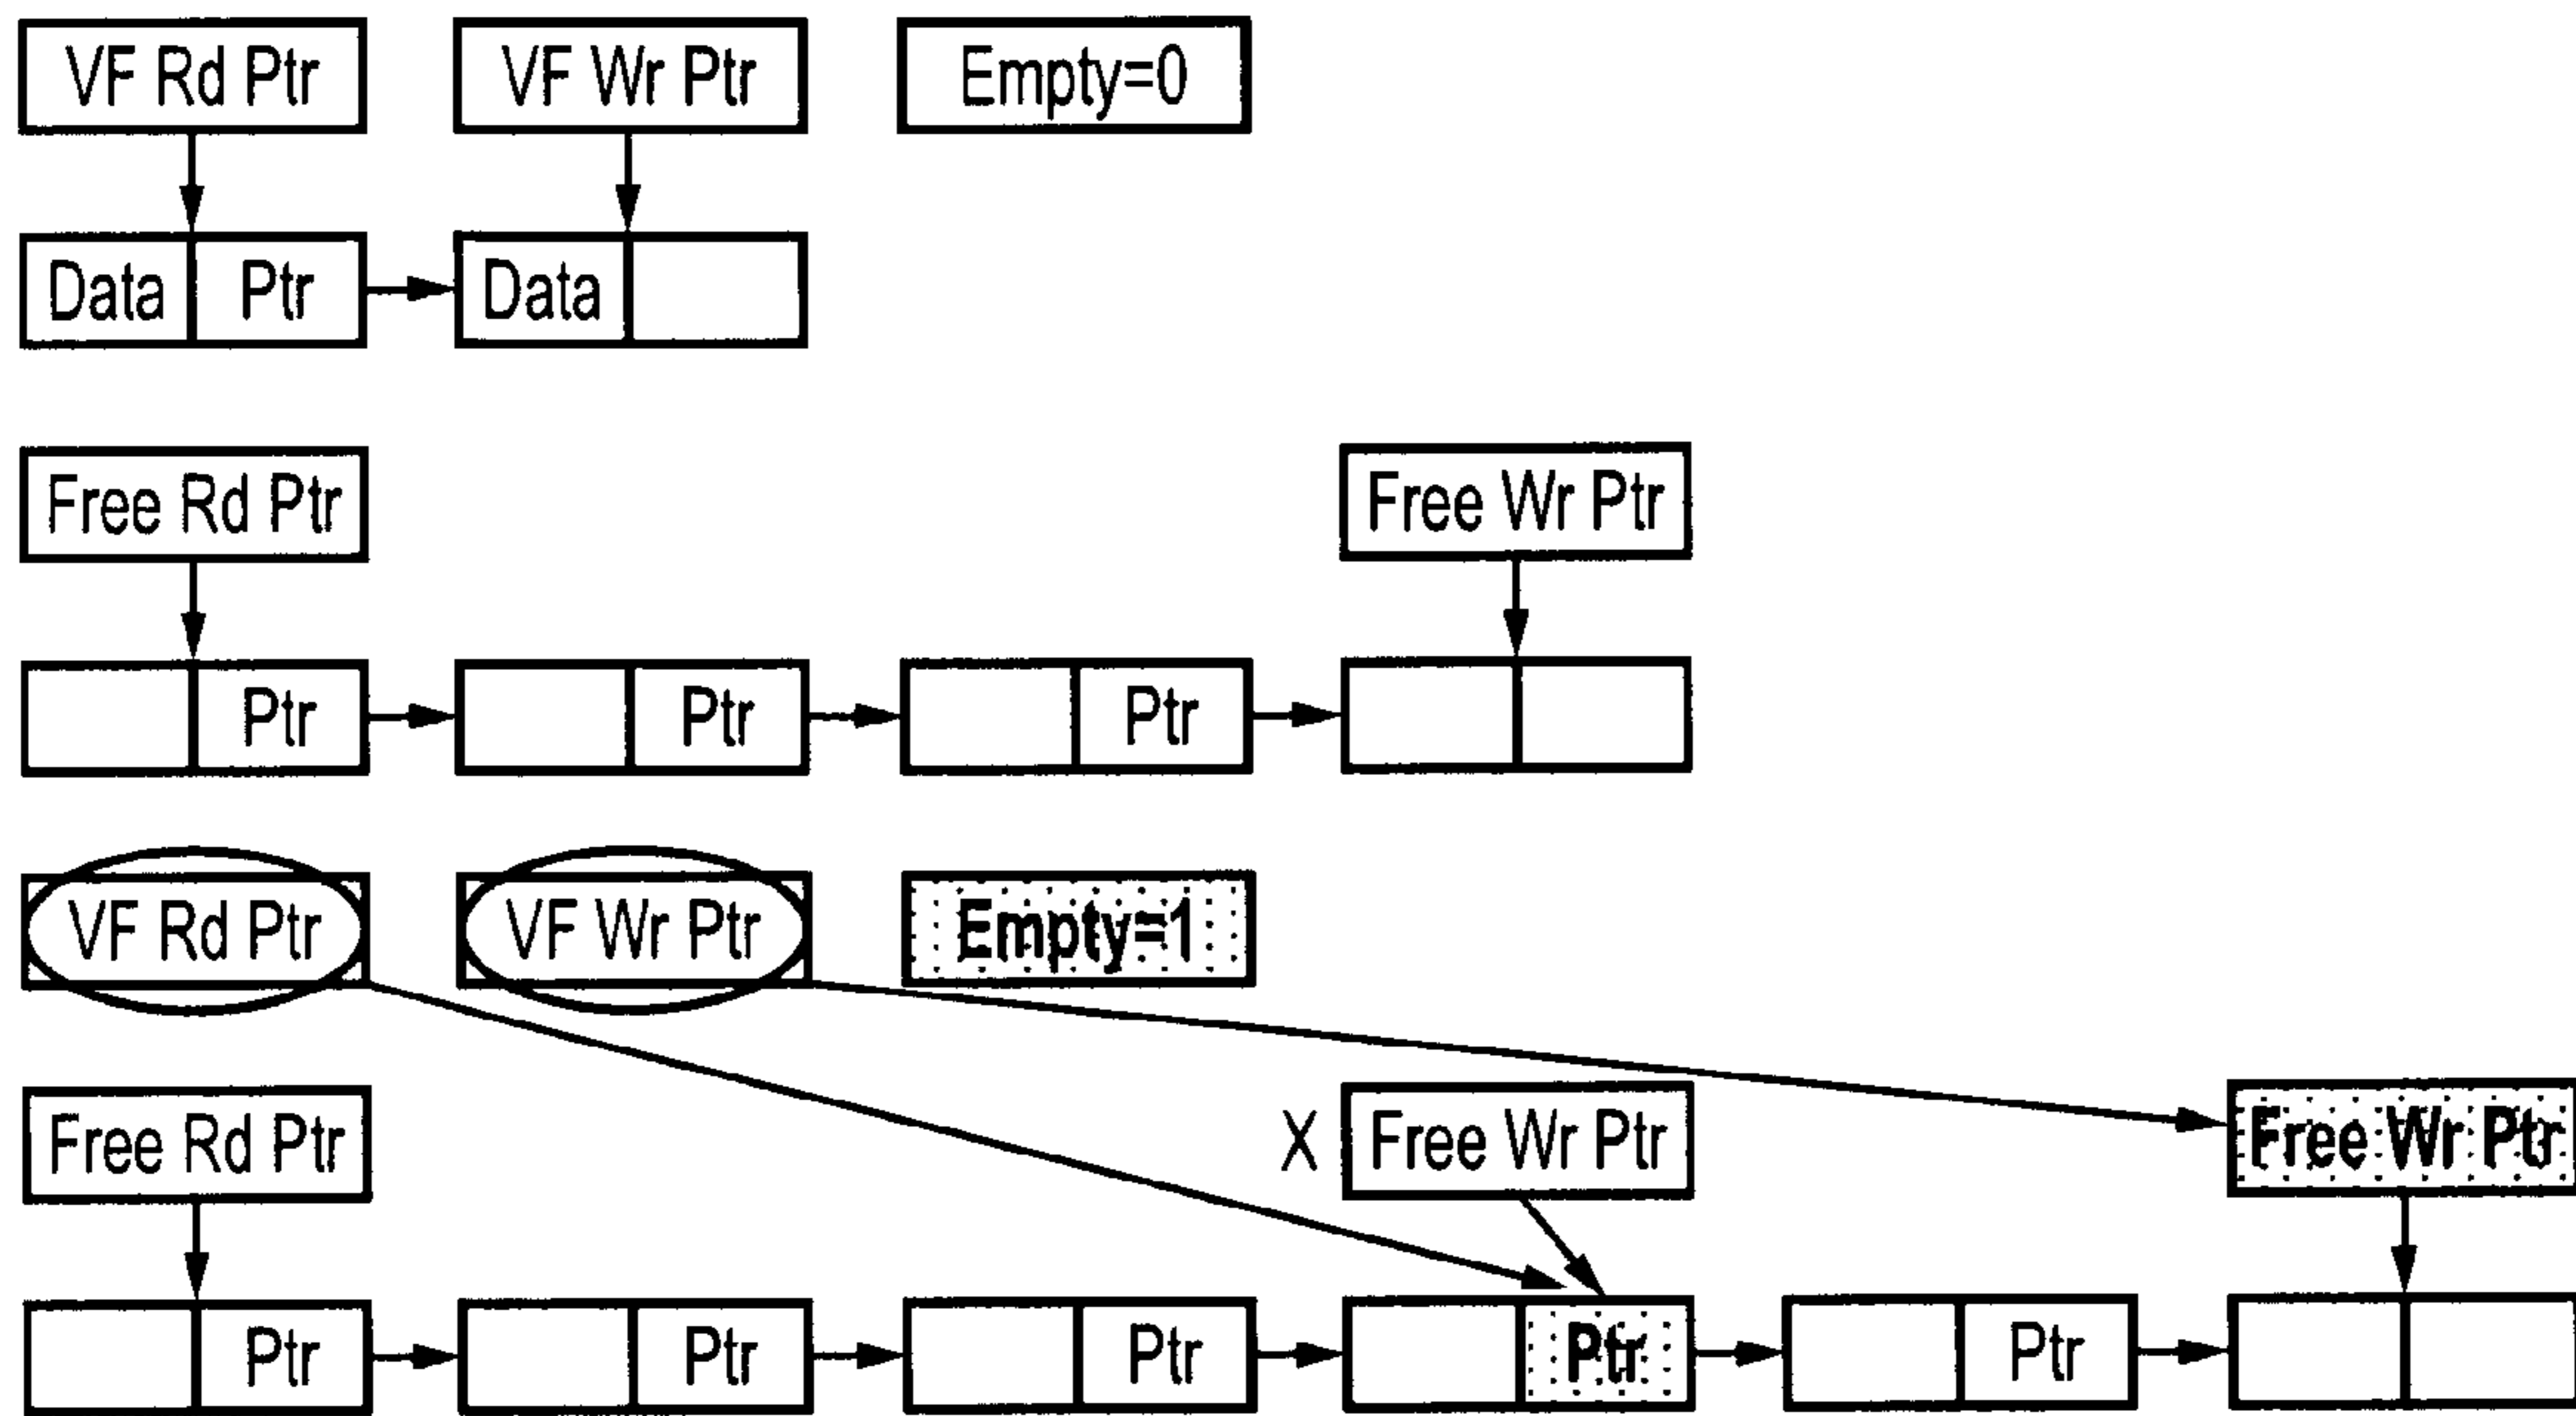 VF Rd Ptr VF Wr Ptr Empty=0
Data Ptr Data
Free Rd Ptr Free Wr Ptr
Ptr Ptr Ptr
VF Rd Ptr VF Wr Ptr Empty=1
Free Rd Ptr X Free Wr Ptr Free Wr Ptr
Ptr Ptr Ptr Ptr Ptr